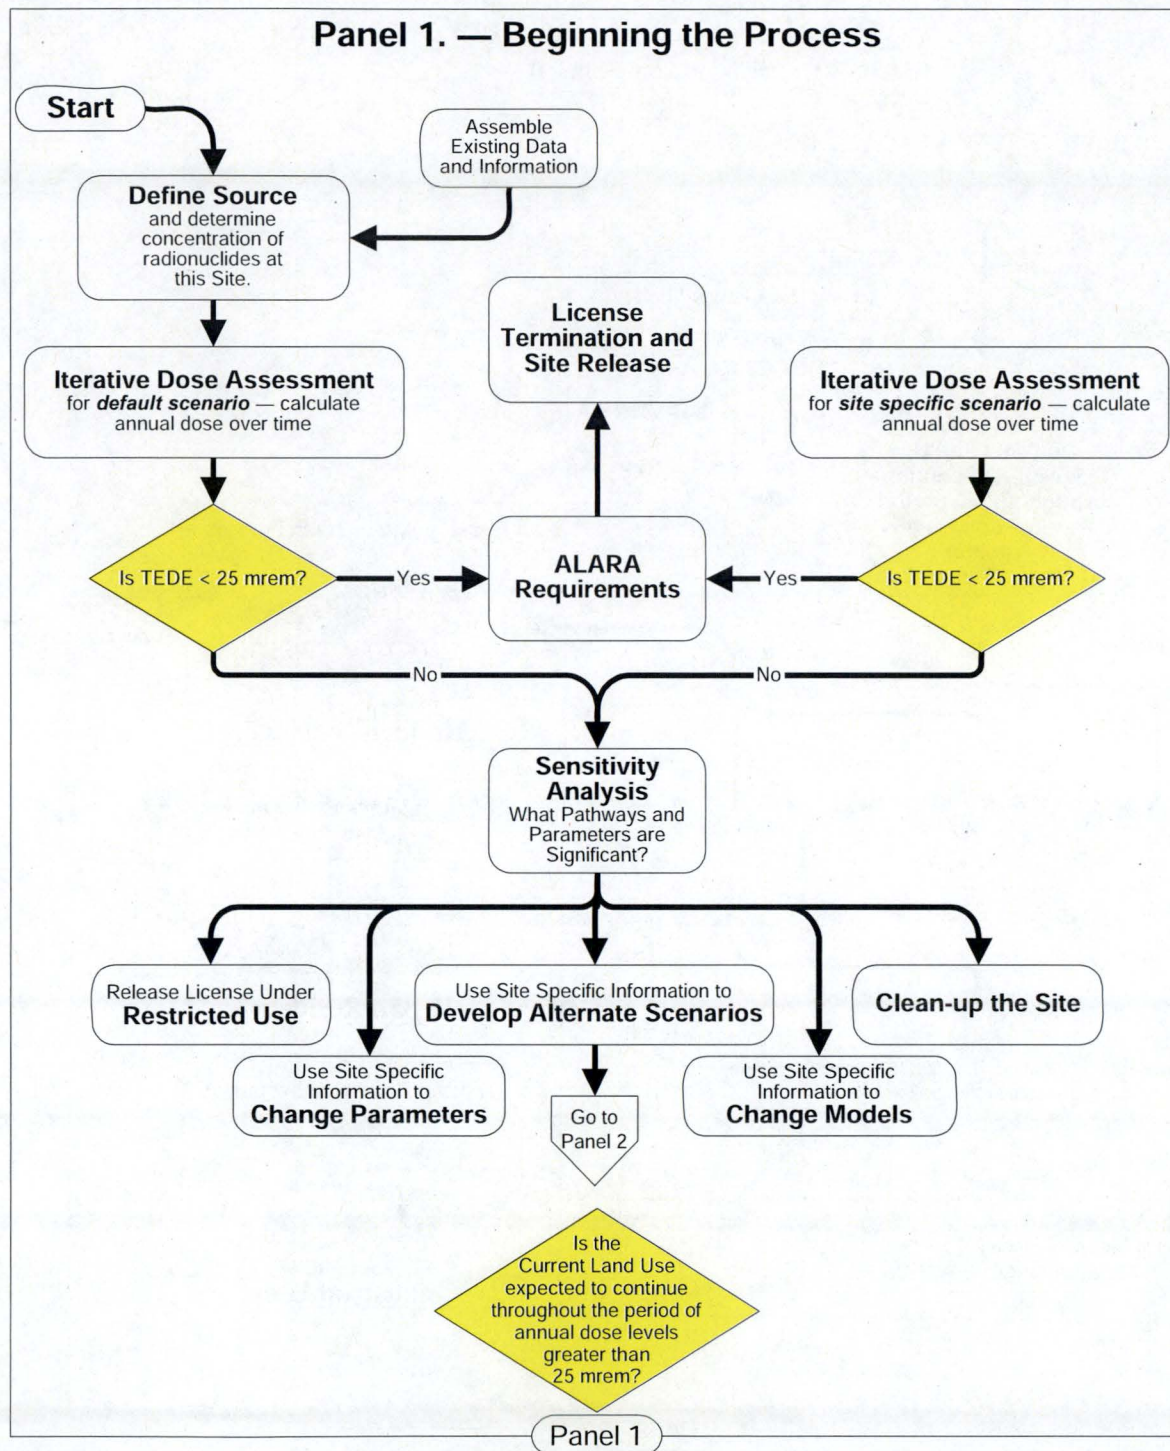 Panel 1. — Beginning the Process
Start
Assemble
Existing Data
and Information
Define Source
and determine
concentration of
radionuclides at
this Site.
License
Termination and
Site Release
Iterative Dose Assessment
for default scenario — calculate
annual dose over time
Iterative Dose Assessment
for site specific scenario — calculate
annual dose over time
Is TEDE < 25 mrem?
Yes
ALARA
Requirements
Yes
Is TEDE < 25 mrem?
No
No
Sensitivity
Analysis
What Pathways and
Parameters are
Significant?
Release License Under
Restricted Use
Use Site Specific Information to
Develop Alternate Scenarios
Clean-up the Site
Use Site Specific
Information to
Change Parameters
Use Site Specific
Information to
Change Models
Go to
Panel 2
Is the
Current Land Use
expected to continue
throughout the period of
annual dose levels
greater than
25 mrem?
Panel 1